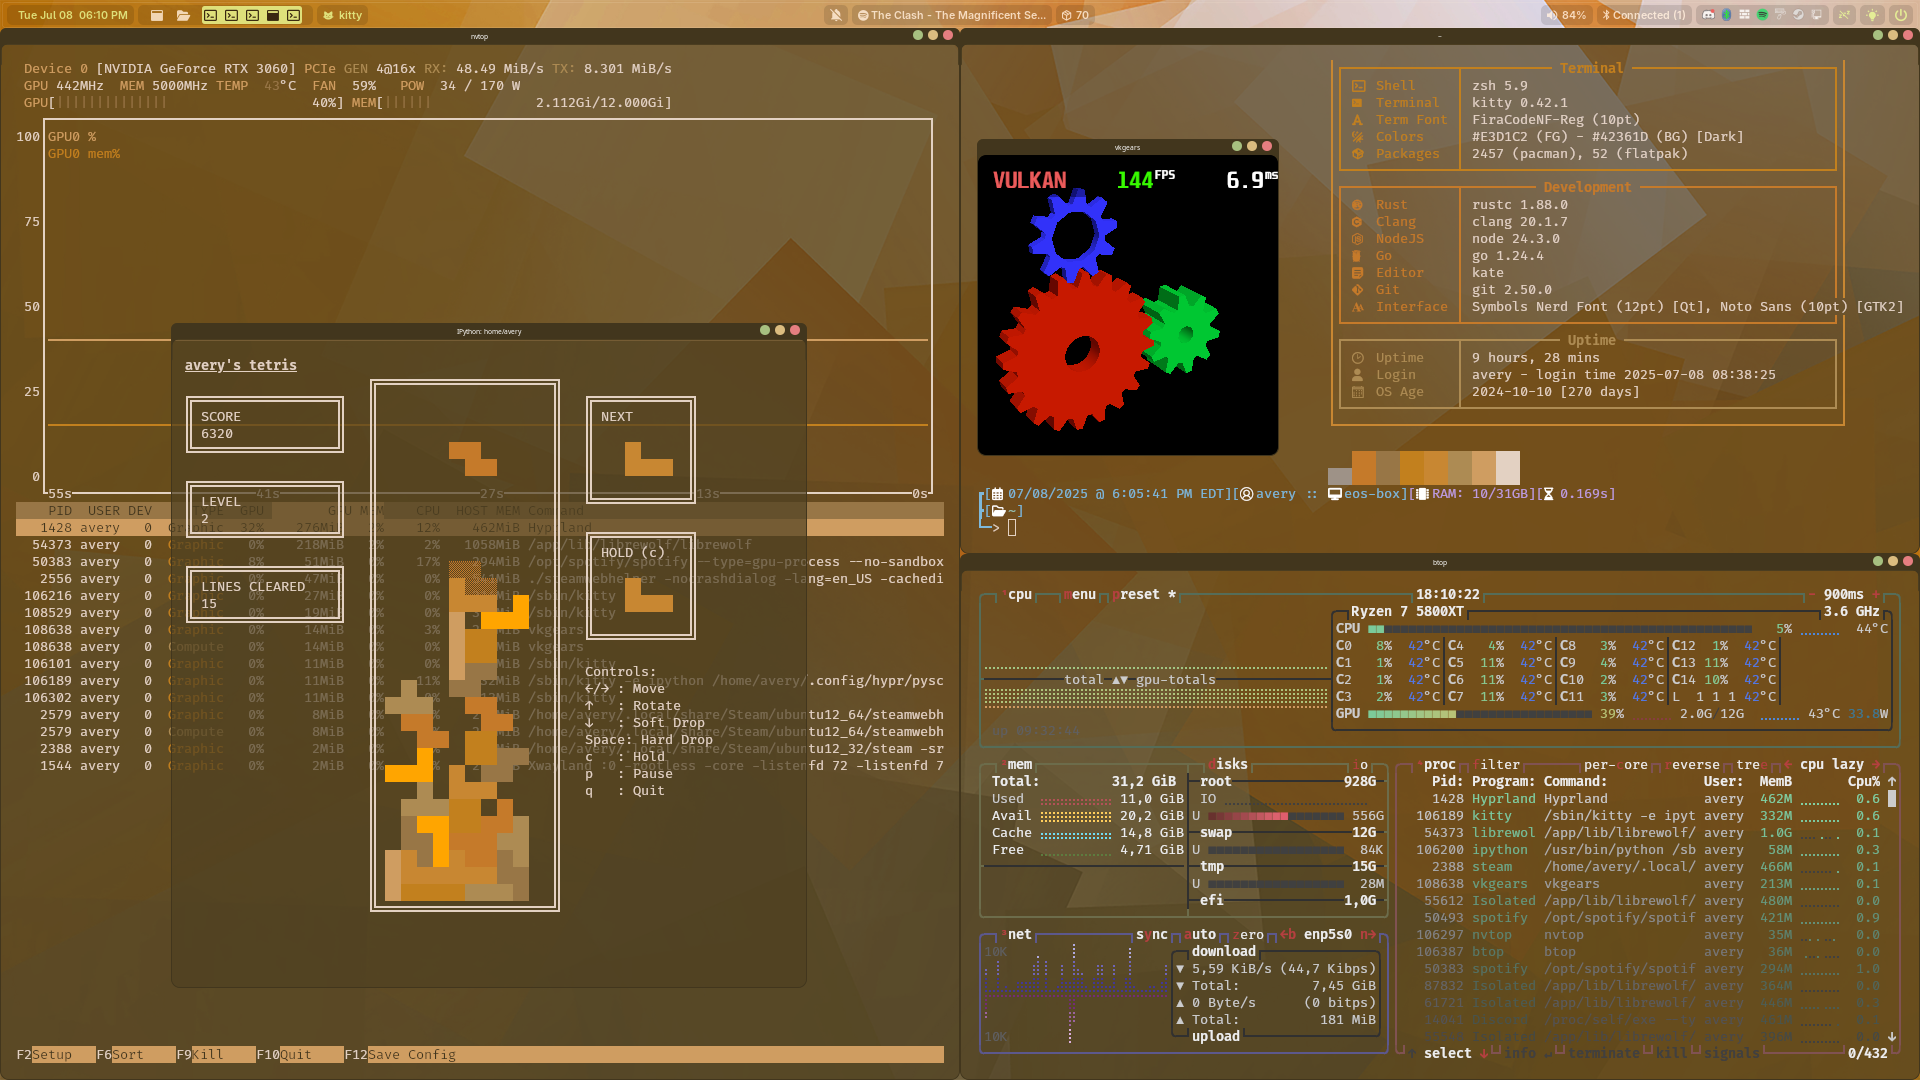 Tue Jul 08 06:10 PM
kitty
The Clash - The Magnificent Se...
70
84%
Connected (1)
nvtop
Device 0 [NVIDIA GeForce RTX 3060] PCIe GEN 4@16x RX: 48.49 MiB/s TX: 8.301 MiB/s
GPU 442MHz MEM 5000MHz TEMP 43°C FAN 59% POW 34 / 170 W
GPU[ 40%] MEM[ 2.112Gi/12.000Gi]
100
GPU0 %
GPU0 mem%
75
50
25
0
55s 41s 27s 13s 0s
PID USER DEV TYPE GPU GPU MEM CPU HOST MEM Command
1428 avery 0 Graphic 32% 276MiB 12% 462MiB Hyprland
54373 avery 0 Graphic 0% 218MiB 2% 1058MiB /app/lib/librewolf/librewolf
50383 avery 0 Graphic 8% 51MiB 17% 294MiB /opt/spotify/spotify --type=gpu-process --no-sandbox
2556 avery 0 Graphic 0% 47MiB 0% ./steamwebhelper -nocrashdialog -lang=en_US -cachedi
106216 avery 0 Graphic 0% 27MiB 0% /sbin/kitty
108529 avery 0 Graphic 0% 19MiB 0% /sbin/kitty
108638 avery 0 Graphic 0% 14MiB 3% vkgears
108638 avery 0 Compute 0% 14MiB 0% vkgears
106101 avery 0 Graphic 0% 11MiB 0% /sbin/kitty
106189 avery 0 Graphic 0% 11MiB 11% /sbin/kitty -e ipython /home/avery/.config/hypr/pysc
106302 avery 0 Graphic 0% 11MiB 0% /sbin/kitty
2579 avery 0 Graphic 0% 8MiB 0% /home/avery/.local/share/Steam/ubuntu12_64/steamwebh
2579 avery 0 Compute 0% 8MiB 0% /home/avery/.local/share/Steam/ubuntu12_64/steamwebh
2388 avery 0 Graphic 0% 2MiB 0% /home/avery/.local/share/Steam/ubuntu12_32/steam -sr
1544 avery 0 Graphic 0% 2MiB 0% Xwayland :0 -rootless -core -listenfd 72 -listenfd 7
F2Setup F6Sort F9Kill F10Quit F12Save Config
IPython: home/avery
avery's tetris
SCORE
6320
LEVEL
2
LINES CLEARED
15
NEXT
HOLD (c)
Controls:
←/→ : Move
↑ : Rotate
↓ : Soft Drop
Space: Hard Drop
c : Hold
p : Pause
q : Quit
vkgears
VULKAN 144FPS 6.9ms
~
Terminal
Shell zsh 5.9
Terminal kitty 0.42.1
Term Font FiraCodeNF-Reg (10pt)
Colors #E3D1C2 (FG) - #42361D (BG) [Dark]
Packages 2457 (pacman), 52 (flatpak)
Development
Rust rustc 1.88.0
Clang clang 20.1.7
NodeJS node 24.3.0
Go go 1.24.4
Editor kate
Git git 2.50.0
Interface Symbols Nerd Font (12pt) [Qt], Noto Sans (10pt) [GTK2]
Uptime
Uptime 9 hours, 28 mins
Login avery - login time 2025-07-08 08:38:25
OS Age 2024-10-10 [270 days]
[07/08/2025 @ 6:05:41 PM EDT][avery :: eos-box][RAM: 10/31GB][0.169s]
[~]
>
btop
¹cpu menu preset * 18:10:22 - 900ms +
Ryzen 7 5800XT 3.6 GHz
CPU 5% 44°C
C0 8% 42°C C4 4% 42°C C8 3% 42°C C12 1% 42°C
C1 1% 42°C C5 11% 42°C C9 4% 42°C C13 11% 42°C
C2 1% 42°C C6 11% 42°C C10 2% 42°C C14 10% 42°C
C3 2% 42°C C7 11% 42°C C11 3% 42°C L 1 1 1 42°C
GPU 39% 2.0G/12G 43°C 33.8W
total ▲▼ gpu-totals
up 09:32:46
²mem
Total: 31,2 GiB
Used 11,0 GiB
Avail 20,2 GiB
Cache 14,8 GiB
Free 4,71 GiB
disks io
root 928G
IO
U 556G
swap 12G
U 84K
tmp 15G
U 28M
efi 1,0G
³net sync auto zero ←b enp5s0 n→
10K
10K
download
▼ 5,59 KiB/s (44,7 Kibps)
▼ Total: 7,45 GiB
▲ 0 Byte/s (0 bitps)
▲ Total: 181 MiB
upload
⁴proc filter per-core reverse tree ← cpu lazy →
Pid: Program: Command: User: MemB Cpu% ↑
1428 Hyprland Hyprland avery 462M 0.6
106189 kitty /sbin/kitty -e ipyt avery 332M 0.6
54373 librewol /app/lib/librewolf/ avery 1.0G 0.1
106200 ipython /usr/bin/python /sb avery 58M 0.3
2388 steam /home/avery/.local/ avery 466M 0.1
108638 vkgears vkgears avery 213M 0.1
55612 Isolated /app/lib/librewolf/ avery 480M 0.0
50493 spotify /opt/spotify/spotif avery 421M 0.9
106297 nvtop nvtop avery 35M 0.0
106387 btop btop avery 36M 0.0
50383 spotify /opt/spotify/spotif avery 294M 1.0
87832 Isolated /app/lib/librewolf/ avery 364M 0.0
61721 Isolated /app/lib/librewolf/ avery 0.0
↑ select ↓ info terminate kill signals 0/432